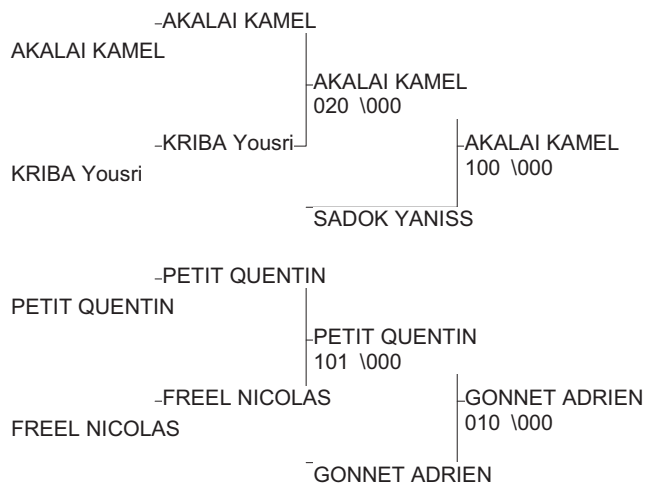 AKALAI KAMEL
AKALAI KAMEL
AKALAI KAMEL
020 \000
KRIBA Yousri
AKALAI KAMEL
100 \000
KRIBA Yousri
SADOK YANISS
PETIT QUENTIN
PETIT QUENTIN
PETIT QUENTIN
101 \000
FREEL NICOLAS
GONNET ADRIEN
010 \000
FREEL NICOLAS
GONNET ADRIEN